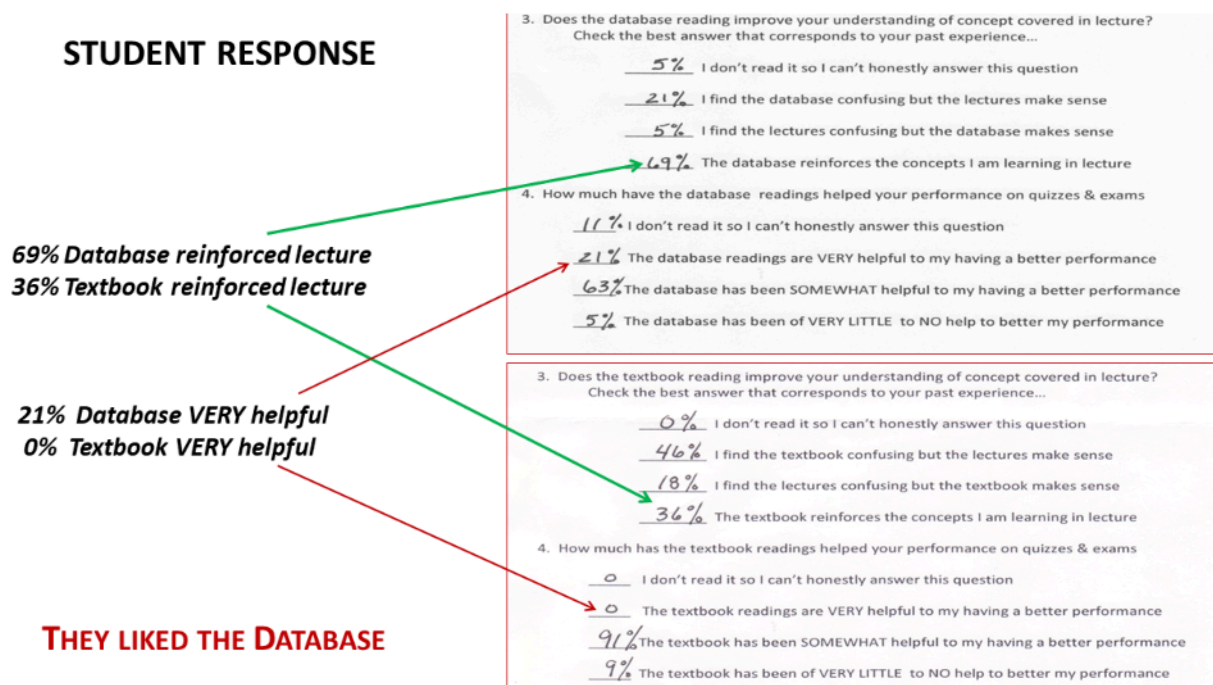 STUDENT RESPONSE
69% Database reinforced lecture
36% Textbook reinforced lecture
21% Database VERY helpful
0% Textbook VERY helpful
THEY LIKED THE DATABASE
3. Does the database reading improve your understanding of concept covered in lecture?
Check the best answer that corresponds to your past experience...
5% I don't read it so I can't honestly answer this question
21% I find the database confusing but the lectures make sense
5% I find the lectures confusing but the database makes sense
69% The database reinforces the concepts I am learning in lecture
4. How much have the database readings helped your performance on quizzes & exams
11% I don't read it so I can't honestly answer this question
21% The database readings are VERY helpful to my having a better performance
63% The database has been SOMEWHAT helpful to my having a better performance
5% The database has been of VERY LITTLE to NO help to better my performance
3. Does the textbook reading improve your understanding of concept covered in lecture?
Check the best answer that corresponds to your past experience...
0% I don't read it so I can't honestly answer this question
46% I find the textbook confusing but the lectures make sense
18% I find the lectures confusing but the textbook makes sense
36% The textbook reinforces the concepts I am learning in lecture
4. How much has the textbook readings helped your performance on quizzes & exams
0 I don't read it so I can't honestly answer this question
0 The textbook readings are VERY helpful to my having a better performance
91% The textbook has been SOMEWHAT helpful to my having a better performance
9% The textbook has been of VERY LITTLE to NO help to better my performance